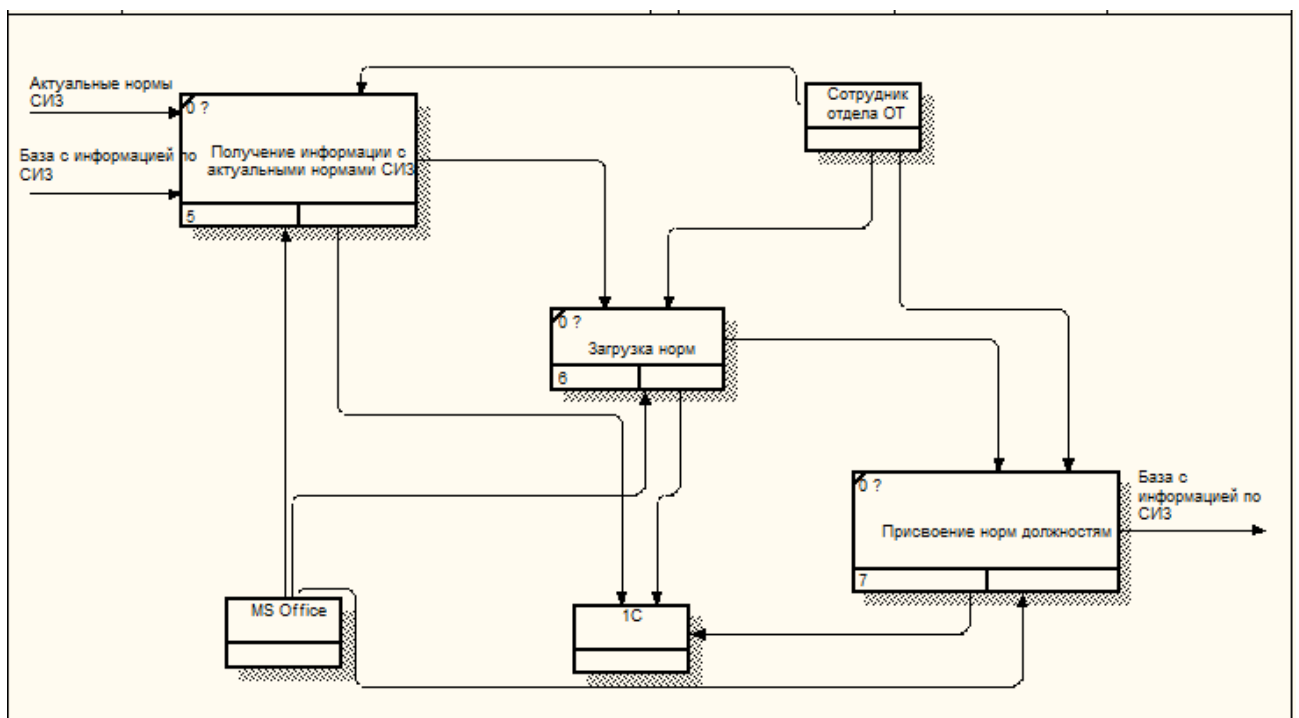 Актуальные нормы
СИЗ
База с информацией по
СИЗ
0 ?
Получение информации с
актуальными нормами СИЗ
5
Сотрудник
отдела ОТ
0 ?
Загрузка норм
6
0 ?
Присвоение норм должностям
7
База с
информацией по
СИЗ
MS Office
1С